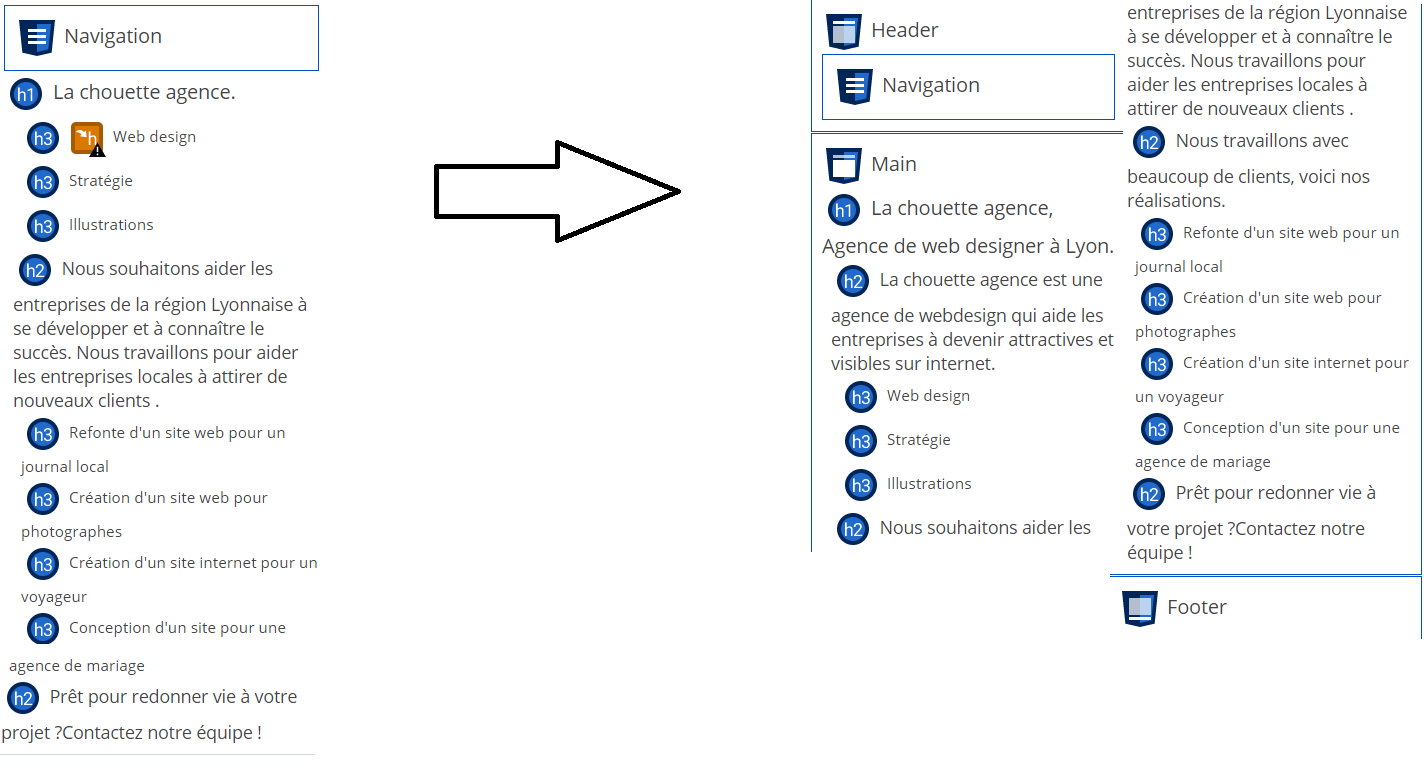 Navigation
h1 La chouette agence.
h3 h Web design
h3 Stratégie
h3 Illustrations
h2 Nous souhaitons aider les
entreprises de la région Lyonnaise à
se développer et à connaître le
succès. Nous travaillons pour aider
les entreprises locales à attirer de
nouveaux clients .
h3 Refonte d'un site web pour un
journal local
h3 Création d'un site web pour
photographes
h3 Création d'un site internet pour un
voyageur
h3 Conception d'un site pour une
agence de mariage
h2 Prêt pour redonner vie à votre
projet ?Contactez notre équipe !
Header
Navigation
Main
h1 La chouette agence,
Agence de web designer à Lyon.
h2 La chouette agence est une
agence de webdesign qui aide les
entreprises à devenir attractives et
visibles sur internet.
h3 Web design
h3 Stratégie
h3 Illustrations
h2 Nous souhaitons aider les
entreprises de la région Lyonnaise
à se développer et à connaître le
succès. Nous travaillons pour
aider les entreprises locales à
attirer de nouveaux clients .
h2 Nous travaillons avec
beaucoup de clients, voici nos
réalisations.
h3 Refonte d'un site web pour un
journal local
h3 Création d'un site web pour
photographes
h3 Création d'un site internet pour
un voyageur
h3 Conception d'un site pour une
agence de mariage
h2 Prêt pour redonner vie à
votre projet ?Contactez notre
équipe !
Footer